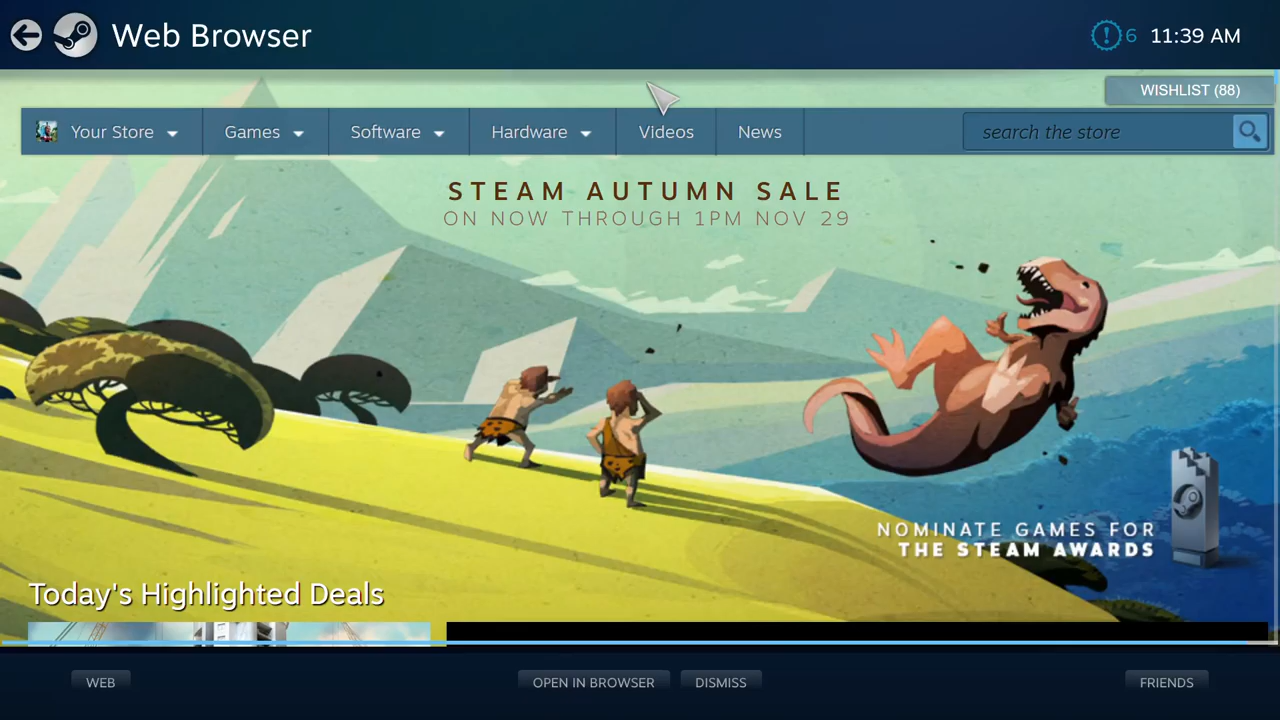 Web Browser
6
11:39 AM
WISHLIST (88)
Your Store
Games
Software
Hardware
Videos
News
search the store
STEAM AUTUMN SALE
ON NOW THROUGH 1PM NOV 29
NOMINATE GAMES FOR
THE STEAM AWARDS
Today's Highlighted Deals
WEB
OPEN IN BROWSER
DISMISS
FRIENDS